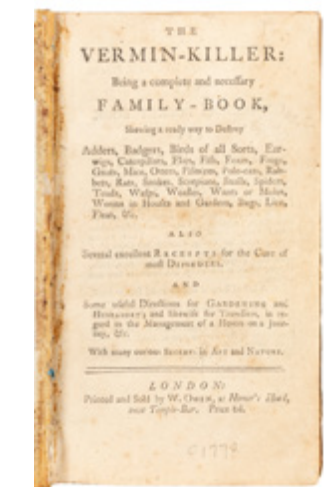 THE
VERMIN-KILLER:
Being a complete and necessary
FAMILY-BOOK,
Shewing a ready way to Destroy
Adders, Badgers, Birds of all Sorts, Ear-
wigs, Caterpillars, Flies, Fish, Foxes, Frogs,
Gnats, Mice, Otters, Pismires, Pole-cats, Rab-
bets, Rats, Snakes, Scorpions, Snails, Spiders,
Toads, Wasps, Weasles, Wants or Moles,
Worms in Houses and Gardens, Bugs, Lice,
Fleas, &c.
ALSO
Several excellent RECEIPTS for the Cure of
most DISORDERS.
AND
Some useful Directions for GARDENING and
HUSBANDRY; and likewise for Travellers, in re-
gard to the Management of a Horse on a jour-
ney, &c.
With many curious SECRETS in ART and NATURE.
LONDON:
Printed and Sold by W. OWEN, at Homer's Head,
near Temple-Bar. Price 1s.